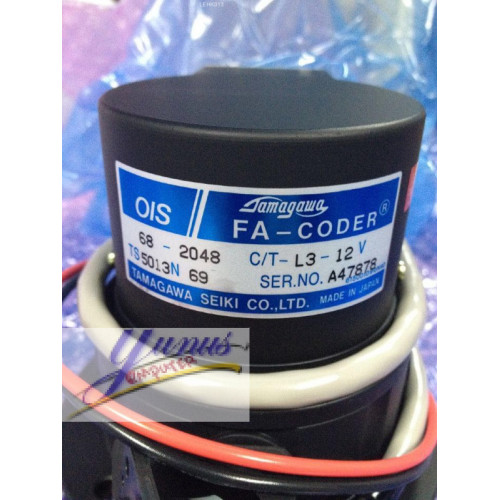 OIS
Tamagawa
FA-CODER®
68 - 2048
C/T- L3 - 12 V
TS5013N 69
SER.NO. A47878
TAMAGAWA SEIKI CO.,LTD. MADE IN JAPAN
Yunus
COMPUTER